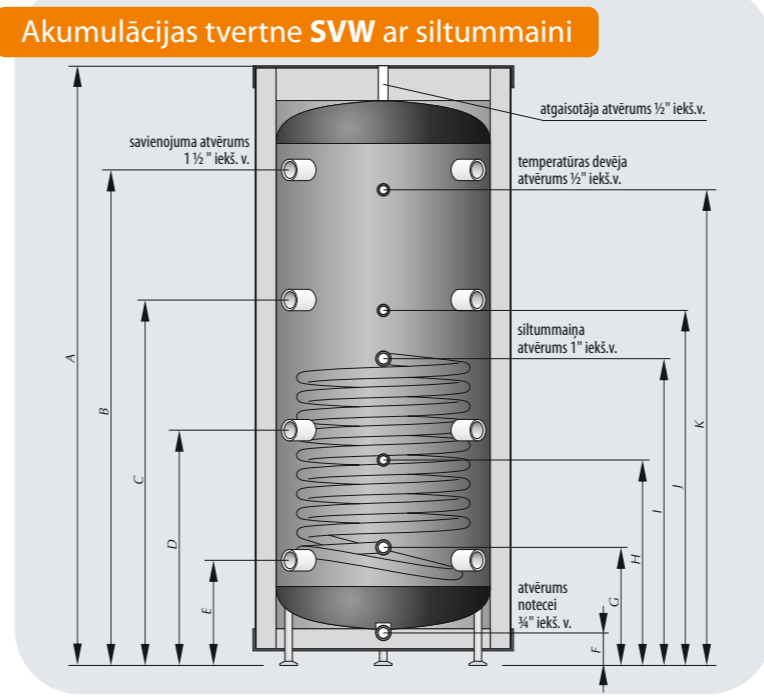 Akumulācijas tvertne SVW ar siltummaini
atgaisotāja atvērums ½" iekš.v.
savienojuma atvērums
1 ½ " iekš. v.
temperatūras devēja
atvērums ½" iekš.v.
siltummaiņa
atvērums 1" iekš.v.
atvērums
notecei
¾" iekš. v.
A
B
C
D
E
F
G
H
I
J
K